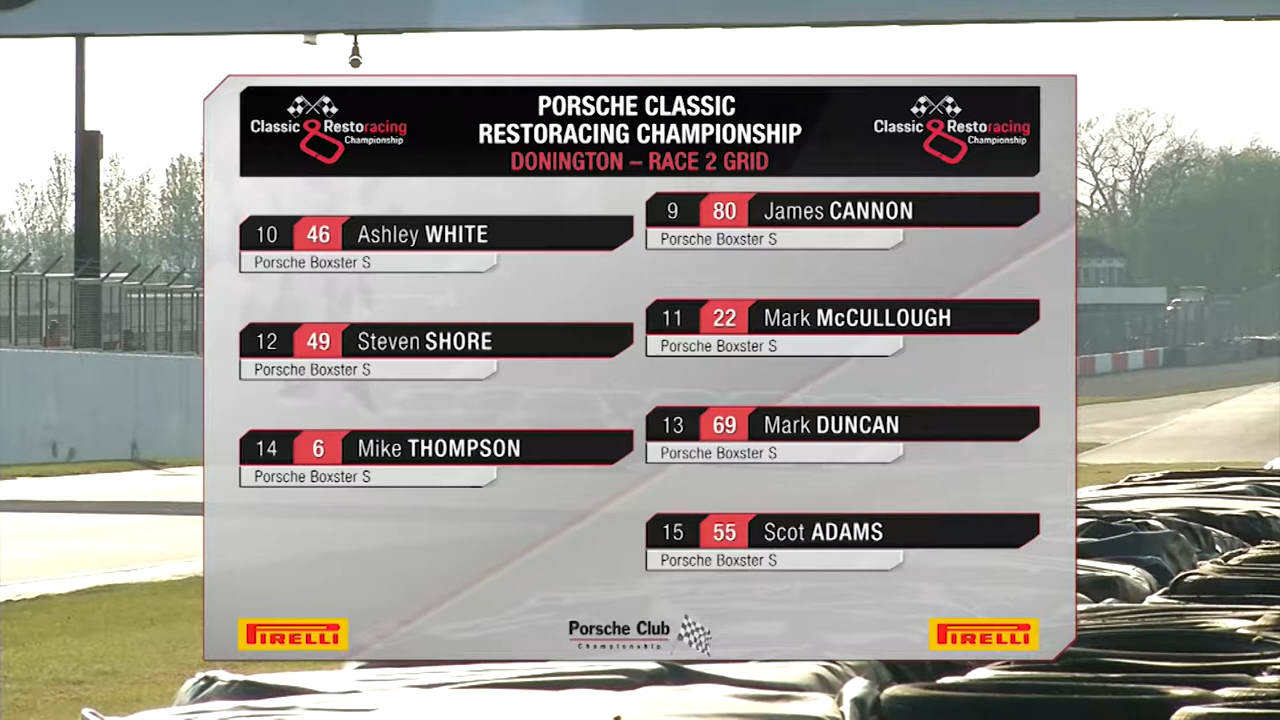 Classic Restoracing
Championship
PORSCHE CLASSIC
RESTORACING CHAMPIONSHIP
DONINGTON – RACE 2 GRID
Classic Restoracing
Championship
9 80 James CANNON
Porsche Boxster S
10 46 Ashley WHITE
Porsche Boxster S
11 22 Mark McCULLOUGH
Porsche Boxster S
12 49 Steven SHORE
Porsche Boxster S
13 69 Mark DUNCAN
Porsche Boxster S
14 6 Mike THOMPSON
Porsche Boxster S
15 55 Scot ADAMS
Porsche Boxster S
PIRELLI
Porsche Club
Championship
PIRELLI